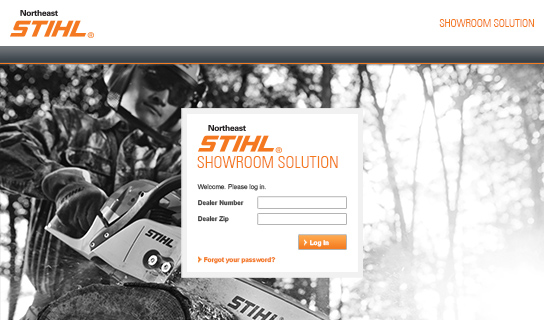 Northeast
STIHL®
SHOWROOM SOLUTION
Northeast
STIHL®
SHOWROOM SOLUTION
Welcome. Please log in.
Dealer Number
Dealer Zip
Log In
Forgot your password?
STIHL
STIHL